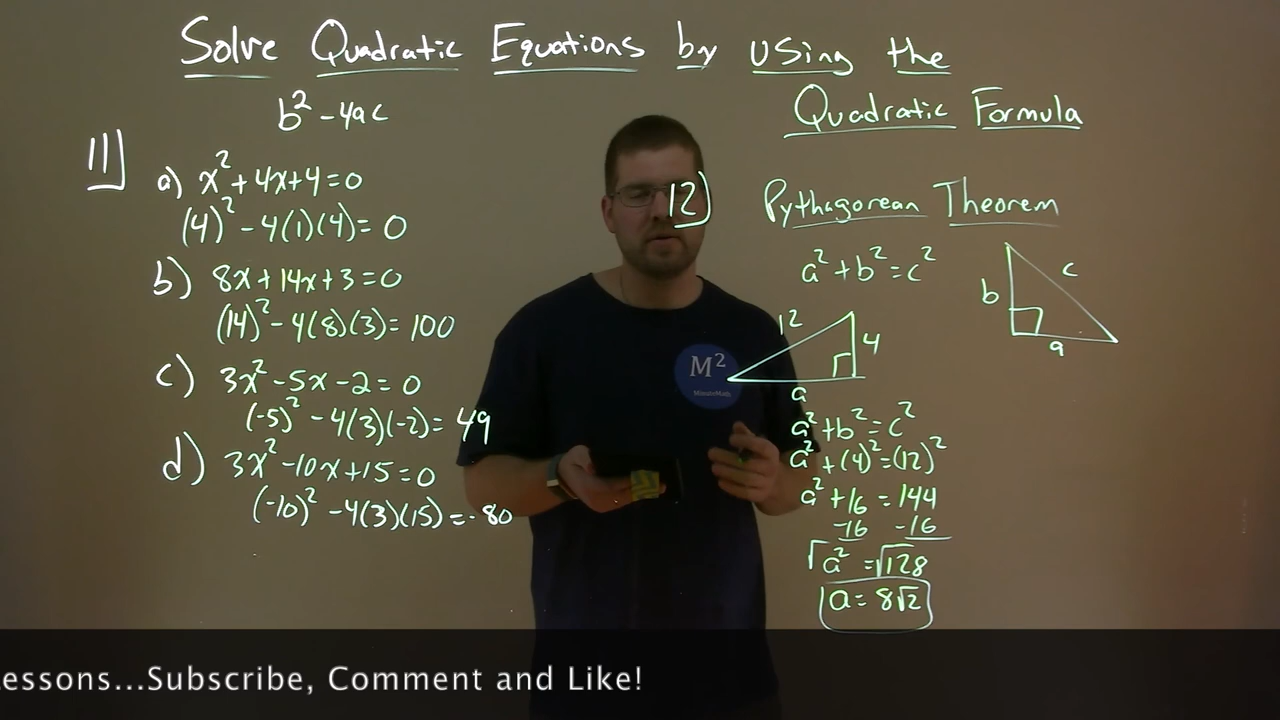 Solve Quadratic Equations by using the
Quadratic Formula
b² - 4ac
11)
a) x² + 4x + 4 = 0
(4)² - 4(1)(4) = 0
b) 8x + 14x + 3 = 0
(14)² - 4(8)(3) = 100
c) 3x² - 5x - 2 = 0
(-5)² - 4(3)(-2) = 49
d) 3x² - 10x + 15 = 0
(-10)² - 4(3)(15) = -80
12)
Pythagorean Theorem
a² + b² = c²
b
c
a
12
4
a
a² + b² = c²
a² + (4)² = (12)²
a² + 16 = 144
-16 -16
√a² = √128
a = 8√2
M²
MinuteMath
essons...Subscribe, Comment and Like!